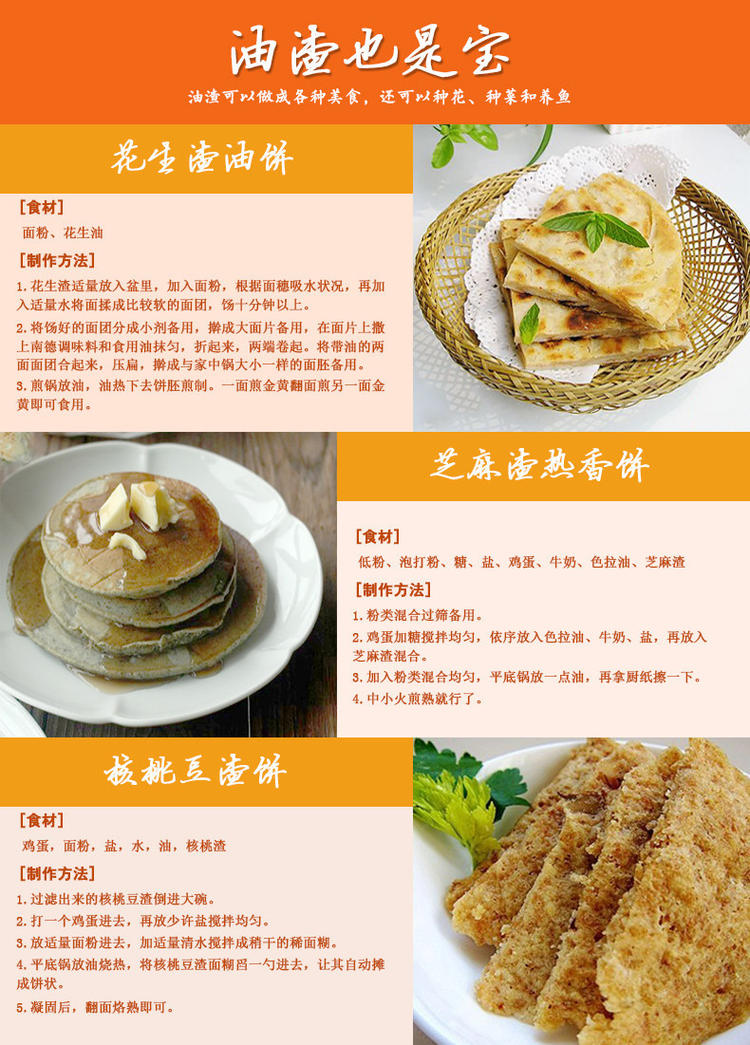 油渣也是宝
油渣可以做成各种美食，还可以种花、种菜和养鱼
花生渣油饼
[食材]
面粉、花生油
[制作方法]
1.花生渣适量放入盆里，加入面粉，根据面穗吸水状况，再加
入适量水将面揉成比较软的面团，饧十分钟以上。
2.将饧好的面团分成小剂备用，擀成大面片备用，在面片上撒
上南德调味料和食用油抹匀，折起来，两端卷起。将带油的两
面面团合起来，压扁，擀成与家中锅大小一样的面胚备用。
3.煎锅放油，油热下去饼胚煎制。一面煎金黄翻面煎另一面金
黄即可食用。
芝麻渣热香饼
[食材]
低粉、泡打粉、糖、盐、鸡蛋、牛奶、色拉油、芝麻渣
[制作方法]
1.粉类混合过筛备用。
2.鸡蛋加糖搅拌均匀，依序放入色拉油、牛奶、盐，再放入
芝麻渣混合。
3.加入粉类混合均匀，平底锅放一点油，再拿厨纸擦一下。
4.中小火煎熟就行了。
核桃豆渣饼
[食材]
鸡蛋，面粉，盐，水，油，核桃渣
[制作方法]
1.过滤出来的核桃豆渣倒进大碗。
2.打一个鸡蛋进去，再放少许盐搅拌均匀。
3.放适量面粉进去，加适量清水搅拌成稍干的稀面糊。
4.平底锅放油烧热，将核桃豆渣面糊舀一勺进去，让其自动摊
成饼状。
5.凝固后，翻面烙熟即可。